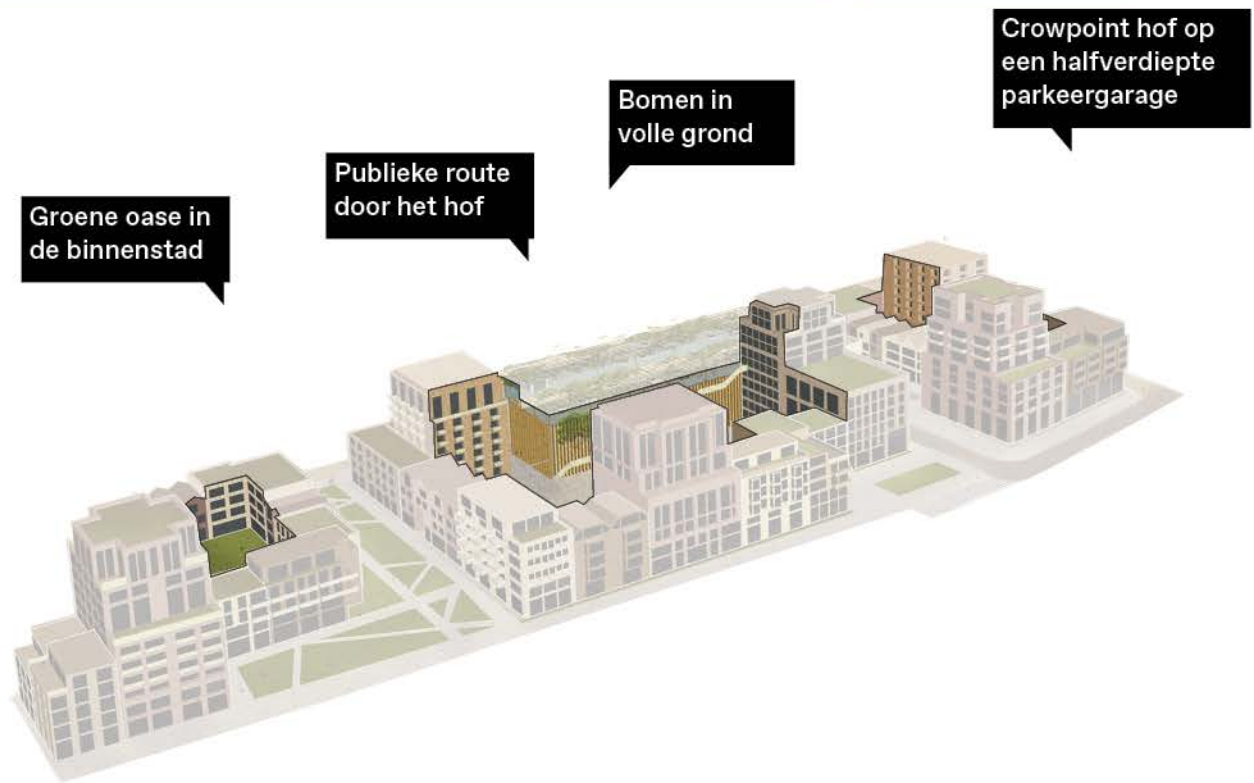 Groene oase in
de binnenstad
Publieke route
door het hof
Bomen in
volle grond
Crowpoint hof op
een halfverdiepte
parkeergarage